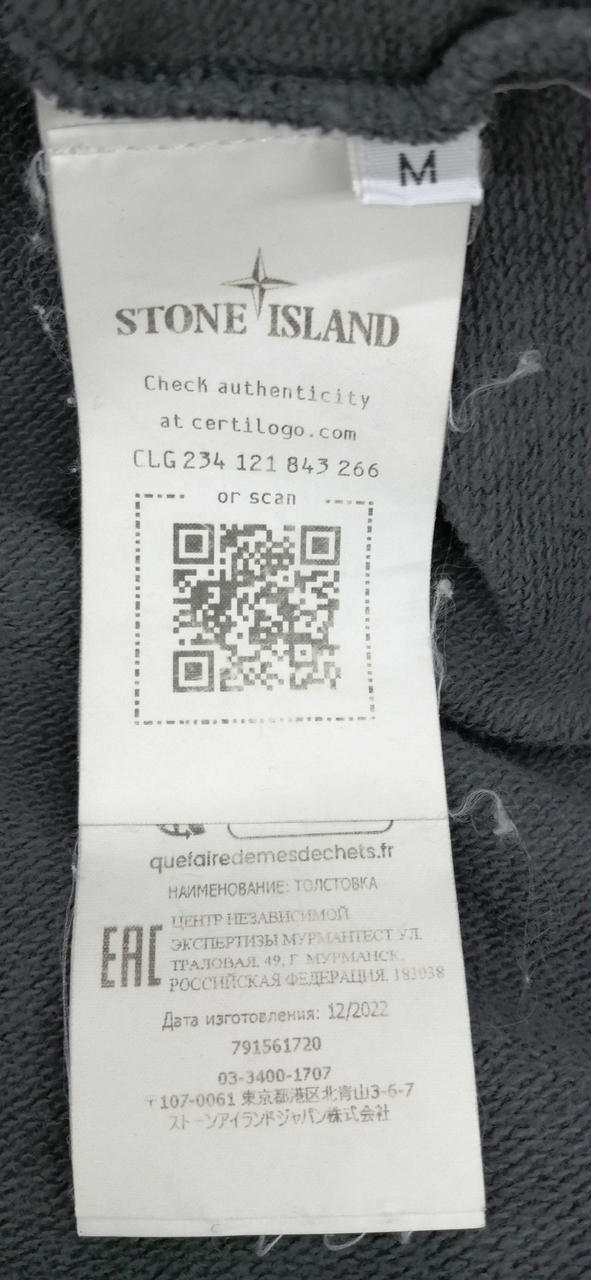 M
STONE ISLAND
Check authenticity
at certilogo.com
CLG 234 121 843 266
or scan
quefairedemesdechets.fr
НАИМЕНОВАНИЕ: ТОЛСТОВКА
EAC
ЦЕНТР НЕЗАВИСИМОЙ
ЭКСПЕРТИЗЫ МУРМАНТЕСТ УЛ.
ТРАЛОВАЯ, 49, Г. МУРМАНСК,
РОССИЙСКАЯ ФЕДЕРАЦИЯ, 183038
Дата изготовления: 12/2022
791561720
03-3400-1707
〒107-0061 東京都港区北青山3-6-7
ストーンアイランドジャパン株式会社